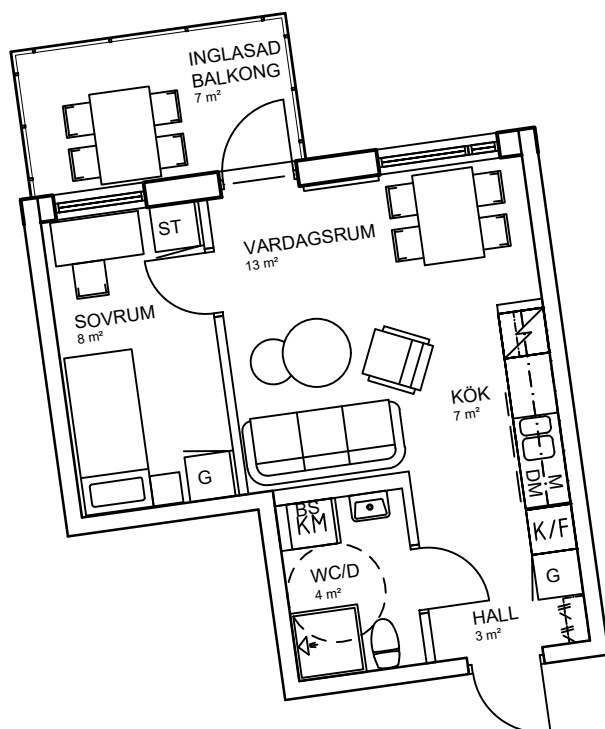 INGLASAD
BALKONG
7 m²
ST
VARDAGSRUM
13 m²
SOVRUM
8 m²
KÖK
7 m²
M
DM
G
BS
KM
K/F
WC/D
4 m²
G
HALL
3 m²